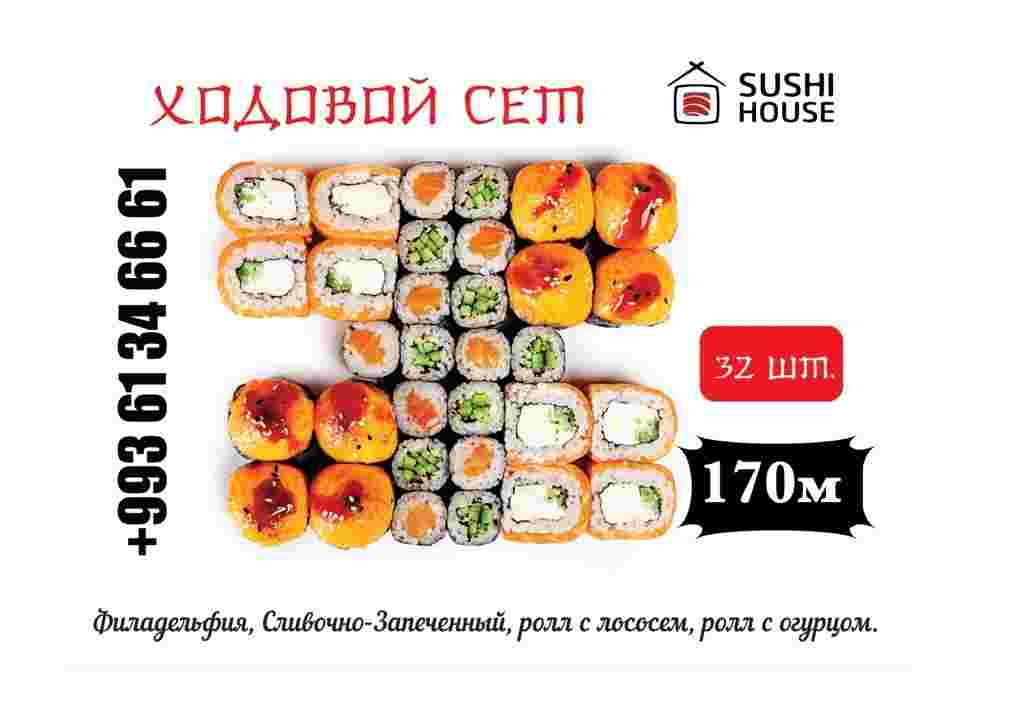 ХОДОВОЙ СЕТ
SUSHI
HOUSE
+993 61 34 66 61
32 шт.
170м
Филадельфия, Сливочно-Запеченный, ролл с лососем, ролл с огурцом.